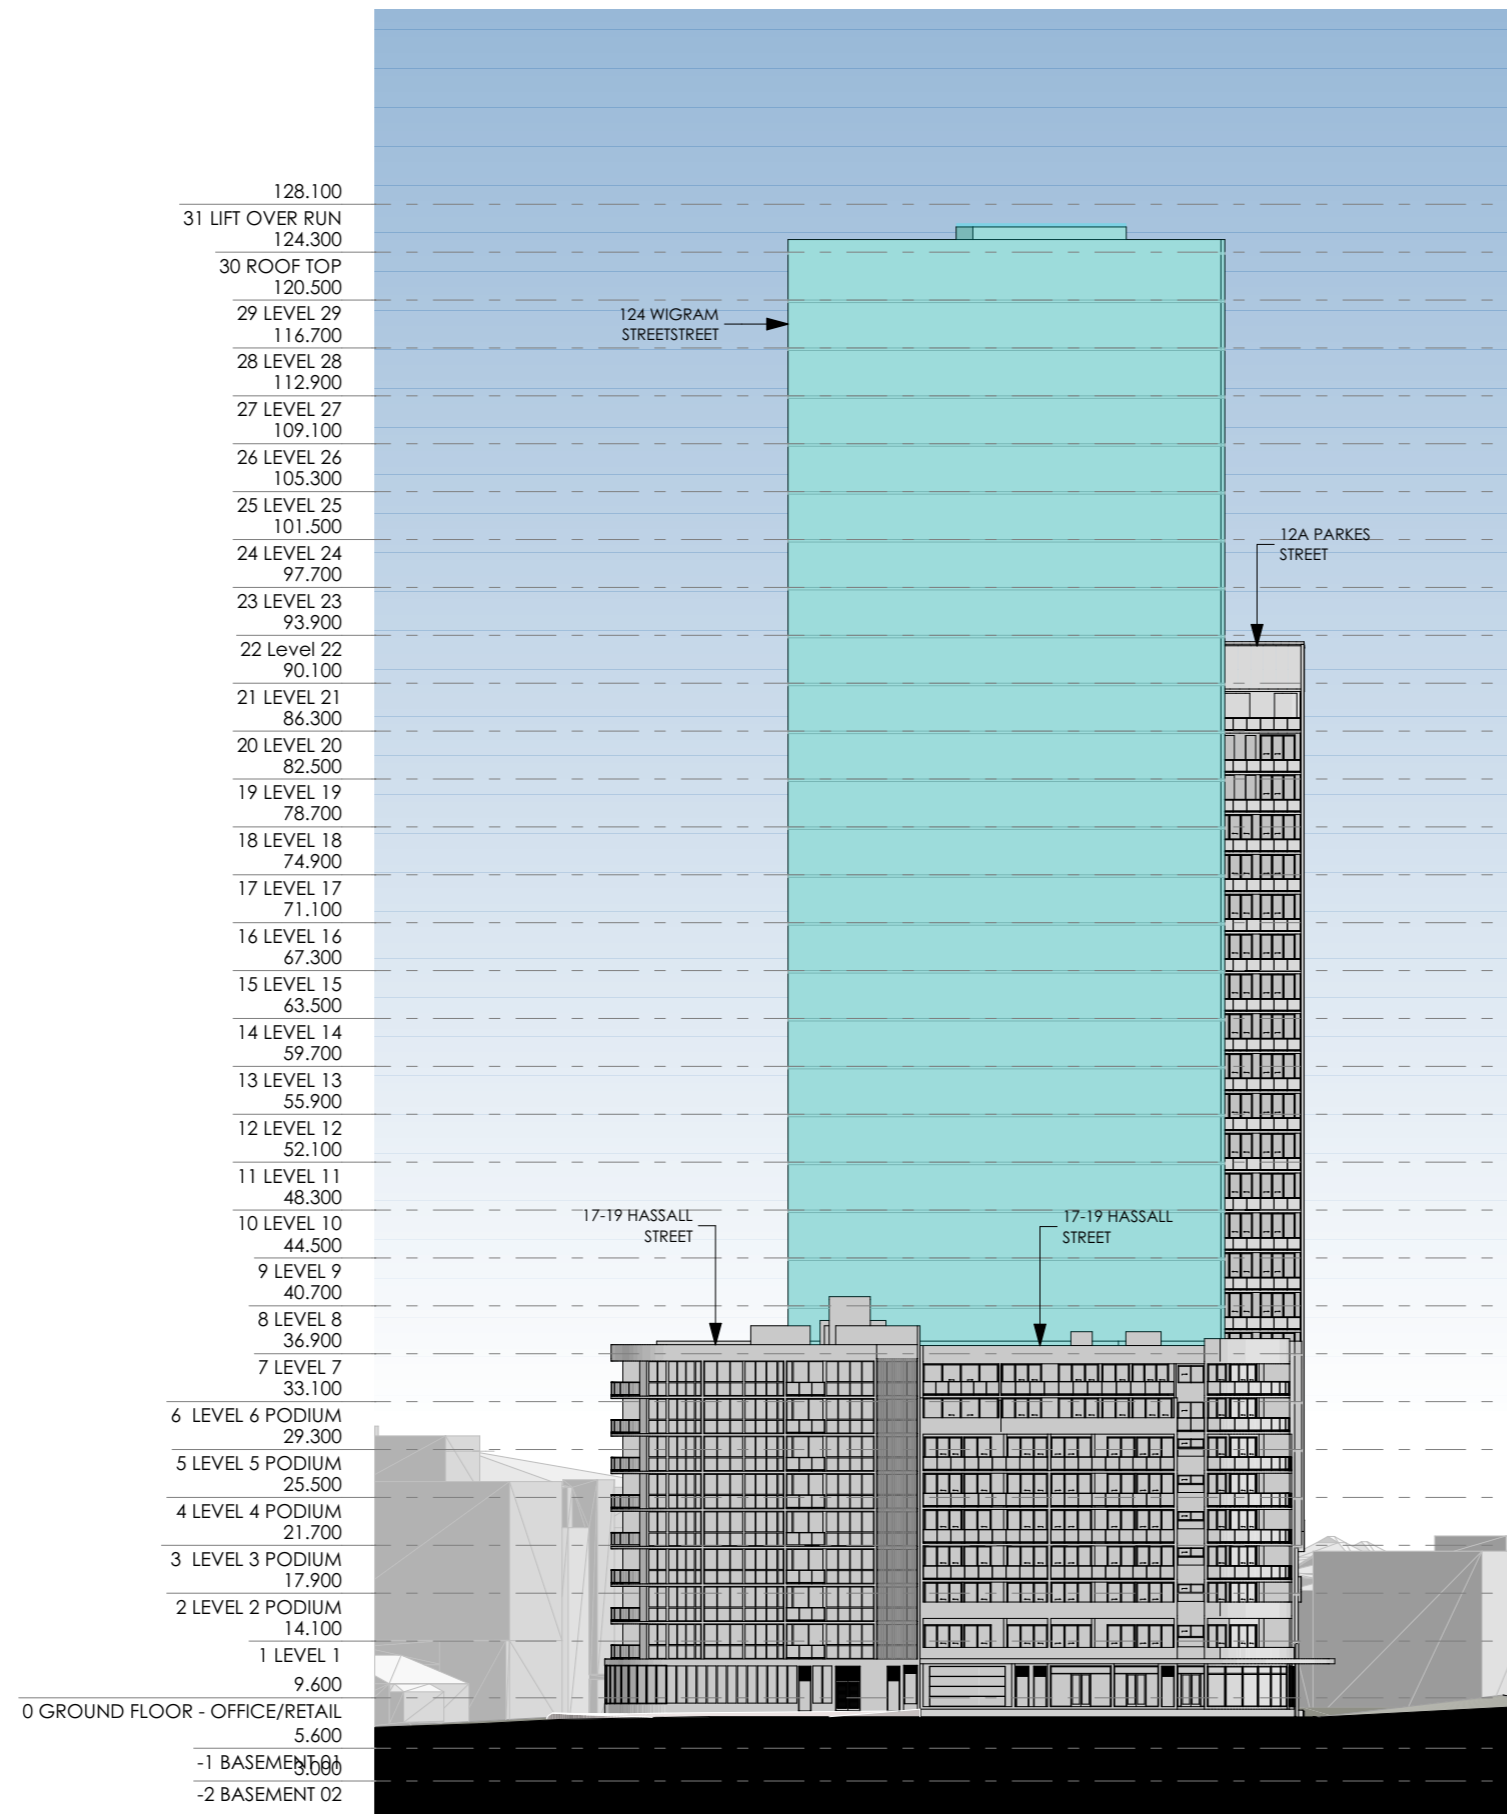 128.100
31 LIFT OVER RUN
124.300
30 ROOF TOP
120.500
29 LEVEL 29
116.700
28 LEVEL 28
112.900
27 LEVEL 27
109.100
26 LEVEL 26
105.300
25 LEVEL 25
101.500
24 LEVEL 24
97.700
23 LEVEL 23
93.900
22 Level 22
90.100
21 LEVEL 21
86.300
20 LEVEL 20
82.500
19 LEVEL 19
78.700
18 LEVEL 18
74.900
17 LEVEL 17
71.100
16 LEVEL 16
67.300
15 LEVEL 15
63.500
14 LEVEL 14
59.700
13 LEVEL 13
55.900
12 LEVEL 12
52.100
11 LEVEL 11
48.300
10 LEVEL 10
44.500
9 LEVEL 9
40.700
8 LEVEL 8
36.900
7 LEVEL 7
33.100
6 LEVEL 6 PODIUM
29.300
5 LEVEL 5 PODIUM
25.500
4 LEVEL 4 PODIUM
21.700
3 LEVEL 3 PODIUM
17.900
2 LEVEL 2 PODIUM
14.100
1 LEVEL 1
9.600
0 GROUND FLOOR - OFFICE/RETAIL
5.600
-1 BASEMENT 01
3.000
-2 BASEMENT 02
124 WIGRAM
STREETSTREET
12A PARKES
STREET
17-19 HASSALL
STREET
17-19 HASSALL
STREET